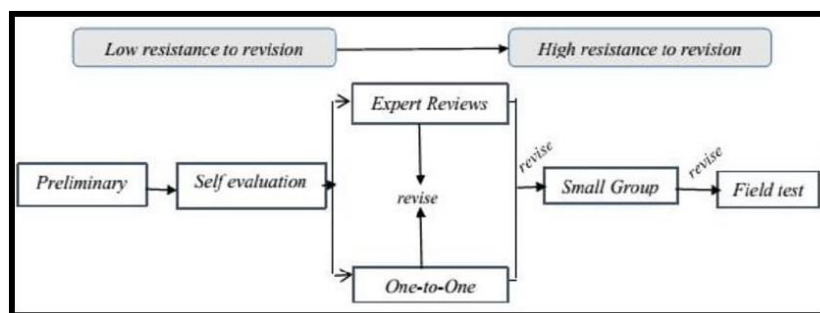 Low resistance to revision
High resistance to revision
Expert Reviews
Preliminary
Self evaluation
revise
revise
Small Group
revise
Field test
One-to-One